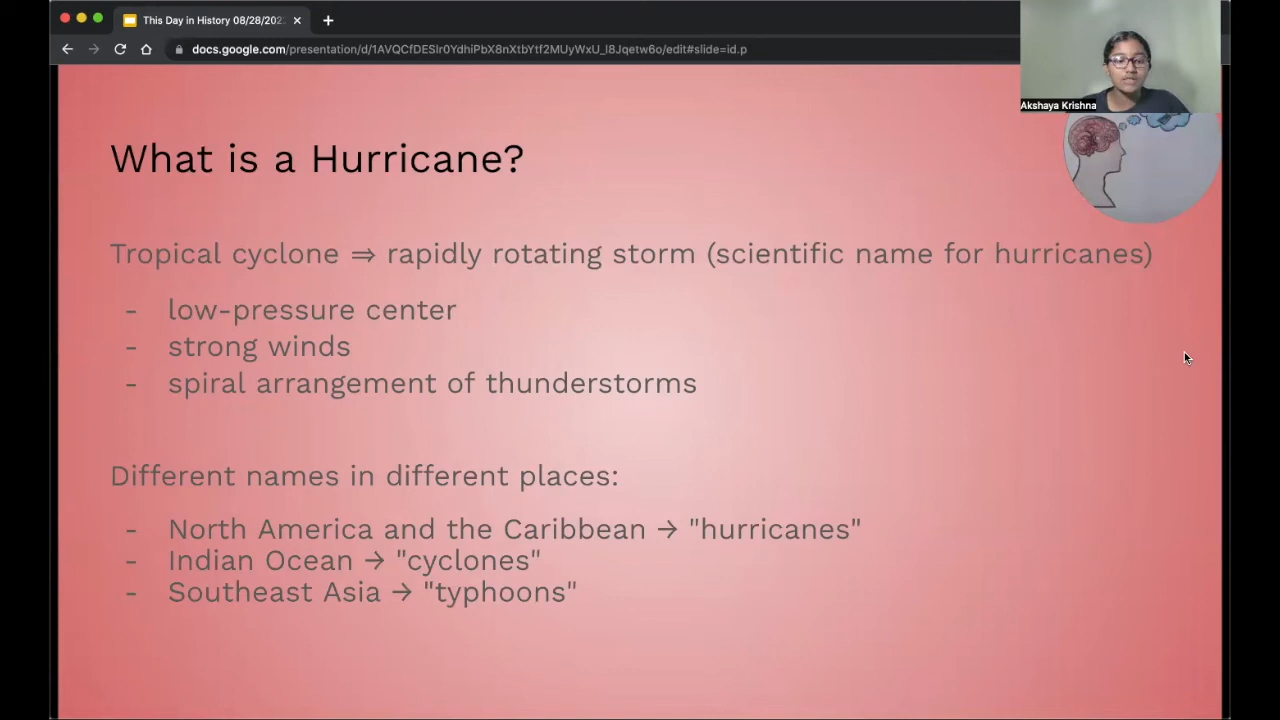 This Day in History 08/28/202
docs.google.com/presentation/d/1AVQCfDESIr0YdhiPbX8nXtbYtf2MUyWxU_I8Jqetw6o/edit#slide=id.p
Akshaya Krishna
What is a Hurricane?
Tropical cyclone ⇒ rapidly rotating storm (scientific name for hurricanes)
- low-pressure center
- strong winds
- spiral arrangement of thunderstorms
Different names in different places:
- North America and the Caribbean → "hurricanes"
- Indian Ocean → "cyclones"
- Southeast Asia → "typhoons"